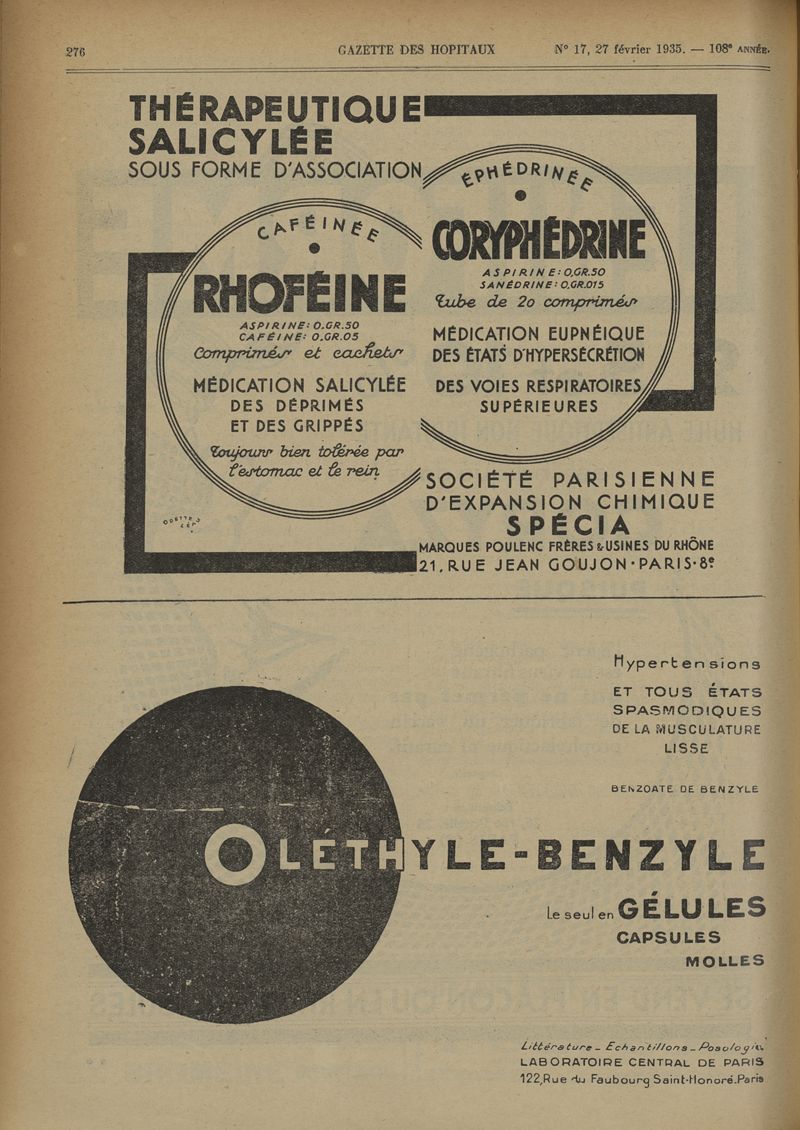 276
GAZETTE DES HOPITAUX
N° 17, 27 février 1935. — 108e ANNÉE.
THÉRAPEUTIQUE
SALICYLÉE
SOUS FORME D'ASSOCIATION
CAFÉINÉE
RHOFÉINE
ASPIRINE: O.GR.50
CAFÉINE: O.GR.05
Comprimés et cachets
MÉDICATION SALICYLÉE
DES DÉPRIMÉS
ET DES GRIPPÉS
Toujours bien tolérée par
l'estomac et le rein
ÉPHÉDRINÉE
CORYPHÉDRINE
ASPIRINE: O,GR.50
SANÉDRINE: O,GR.015
Tube de 20 comprimés
MÉDICATION EUPNÉIQUE
DES ÉTATS D'HYPERSÉCRÉTION
DES VOIES RESPIRATOIRES
SUPÉRIEURES
SOCIÉTÉ PARISIENNE
D'EXPANSION CHIMIQUE
SPÉCIA
MARQUES POULENC FRÈRES & USINES DU RHÔNE
21, RUE JEAN GOUJON · PARIS · 8e
Hypertensions
ET TOUS ÉTATS
SPASMODIQUES
DE LA MUSCULATURE
LISSE
BENZOATE DE BENZYLE
OLÉTHYLE-BENZYLE
Le seul en GÉLULES
CAPSULES
MOLLES
Littérature _ Echantillons _ Posologie
LABORATOIRE CENTRAL DE PARIS
122, Rue du Faubourg Saint-Honoré. Paris